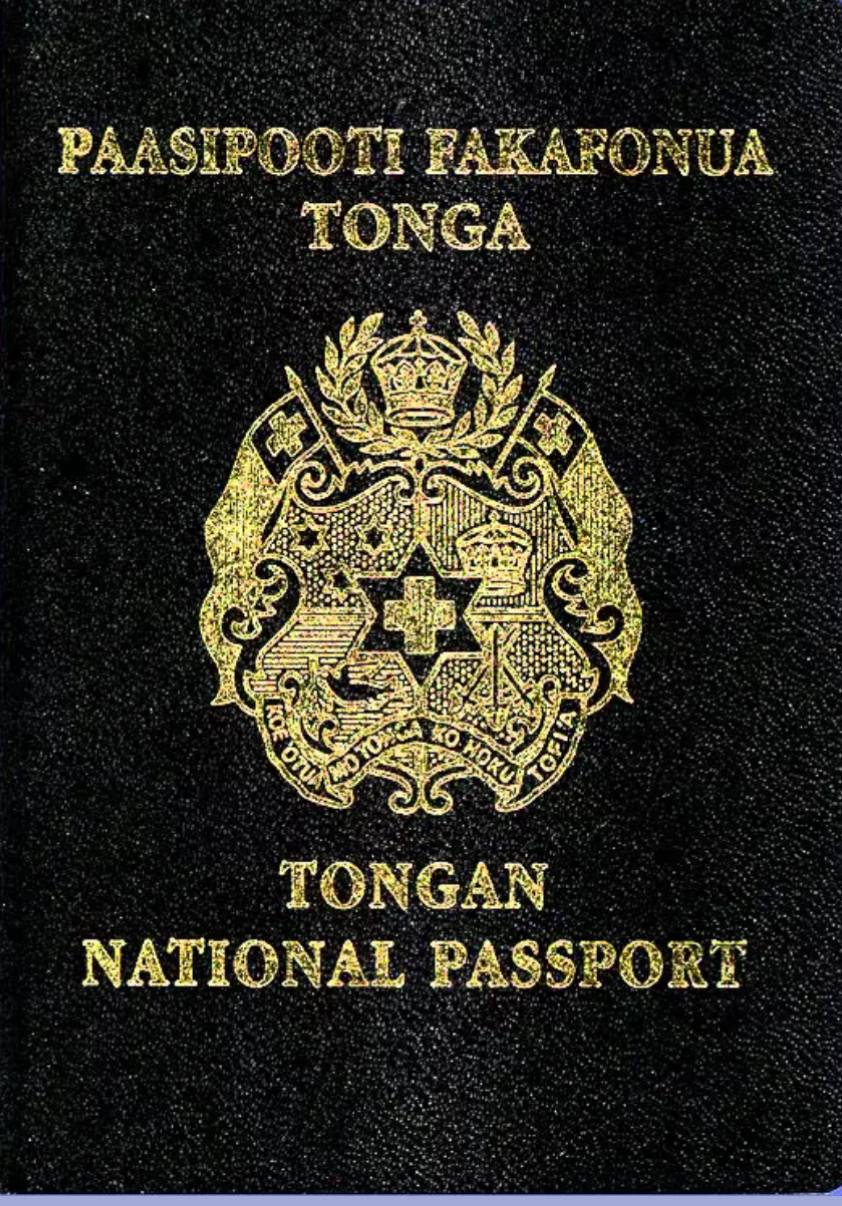 PAASIPOOTI FAKAFONUA
TONGA
KOE 'OTUA MO TONGA KO HOKU TOFI'A
TONGAN
NATIONAL PASSPORT